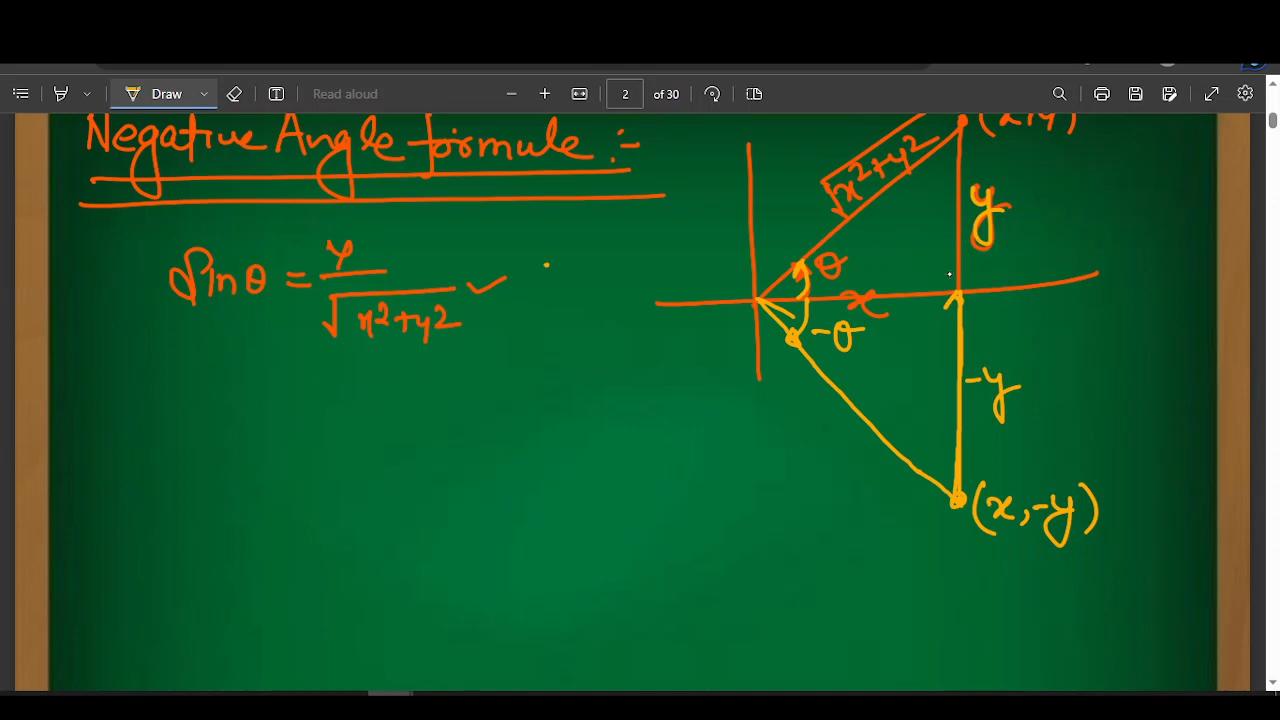 Draw
Read aloud
2
of 30
Negative Angle formule :-
√x²+y²
y
θ
x
Sinθ = y / √x²+y²
-θ
-y
(x,-y)